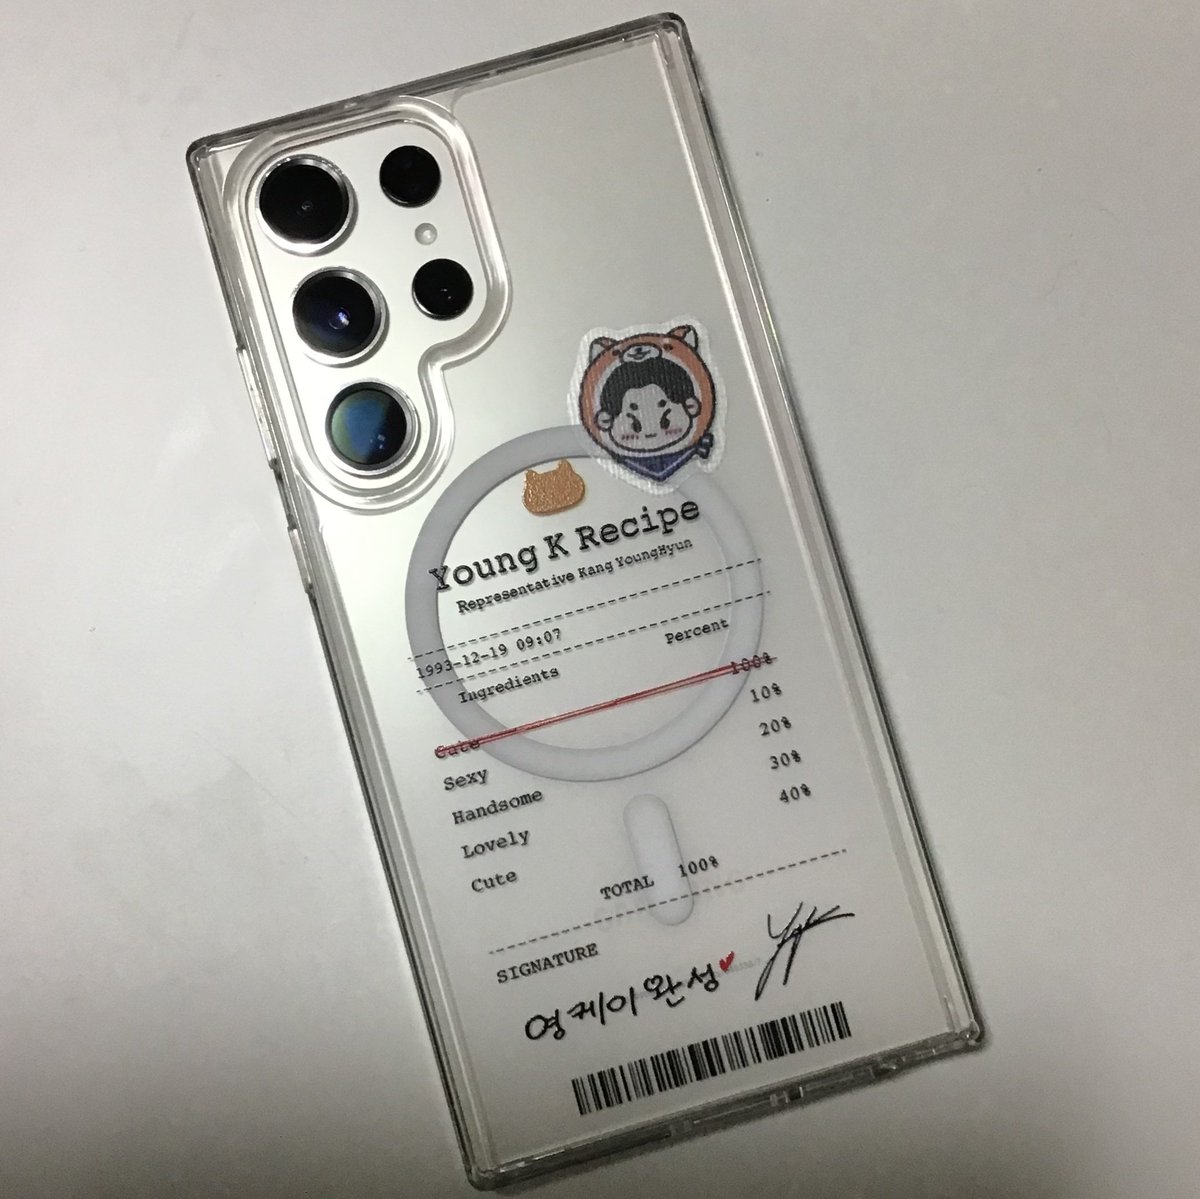 Young K Recipe
Representative Kang YoungHyun
1993-12-19 09:07
Ingredients Percent
Cute 100%
Sexy 10%
Handsome 20%
Lovely 30%
Cute 40%
TOTAL 100%
SIGNATURE
영케이 완성